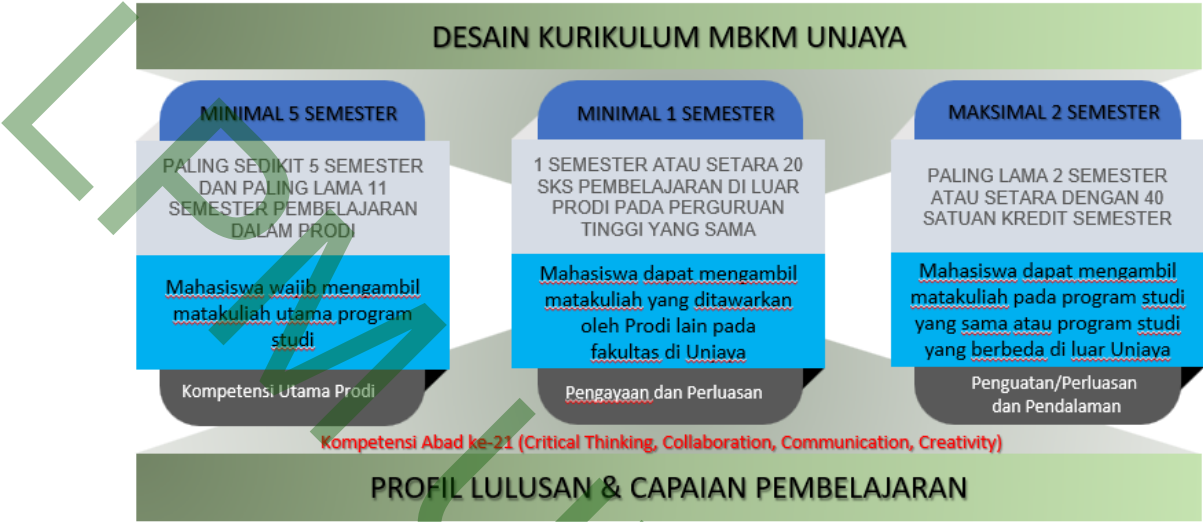 DESAIN KURIKULUM MBKM UNJAYA
MINIMAL 5 SEMESTER
PALING SEDIKIT 5 SEMESTER
DAN PALING LAMA 11
SEMESTER PEMBELAJARAN
DALAM PRODI
Mahasiswa wajib mengambil
matakuliah utama program
studi
Kompetensi Utama Prodi
MINIMAL 1 SEMESTER
1 SEMESTER ATAU SETARA 20
SKS PEMBELAJARAN DI LUAR
PRODI PADA PERGURUAN
TINGGI YANG SAMA
Mahasiswa dapat mengambil
matakuliah yang ditawarkan
oleh Prodi lain pada
fakultas di Unjaya
Pengayaan dan Perluasan
MAKSIMAL 2 SEMESTER
PALING LAMA 2 SEMESTER
ATAU SETARA DENGAN 40
SATUAN KREDIT SEMESTER
Mahasiswa dapat mengambil
matakuliah pada program studi
yang sama atau program studi
yang berbeda di luar Unjaya
Penguatan/Perluasan
dan Pendalaman
Kompetensi Abad ke-21 (Critical Thinking, Collaboration, Communication, Creativity)
PROFIL LULUSAN & CAPAIAN PEMBELAJARAN